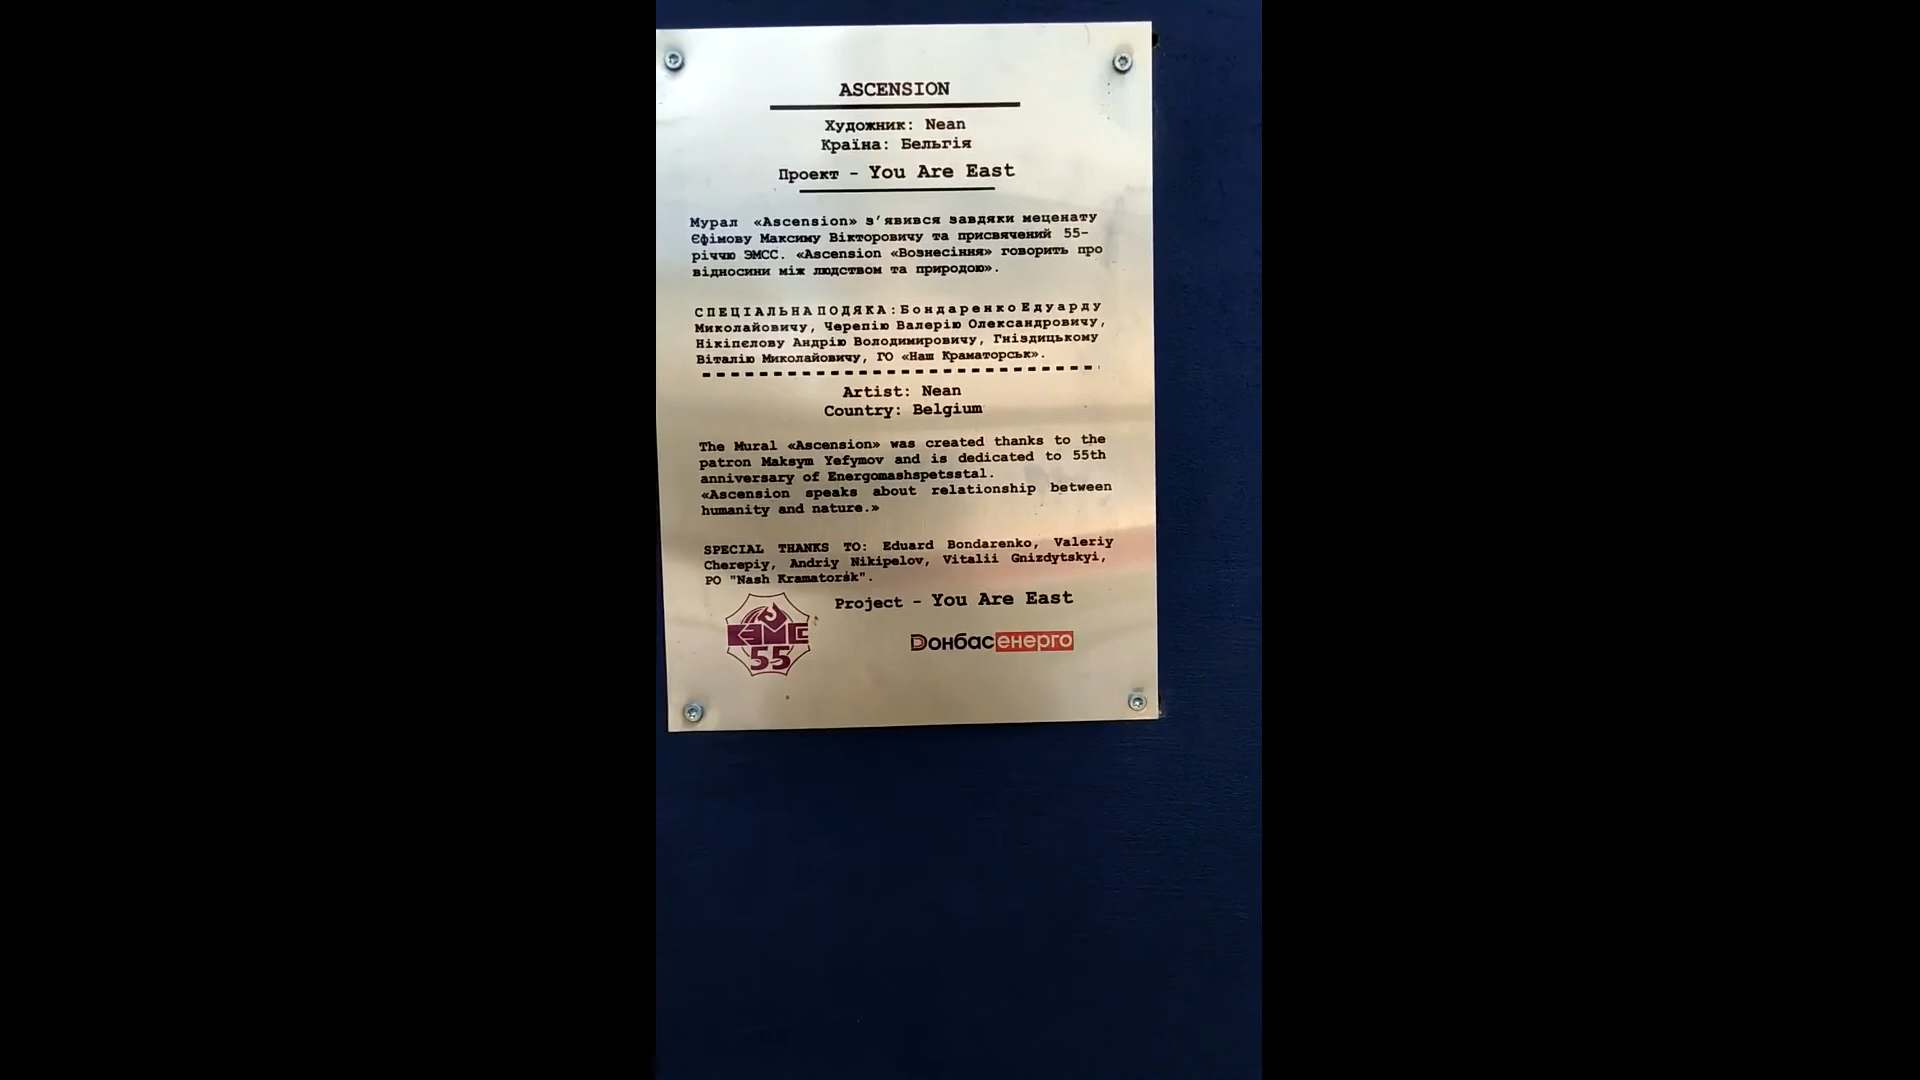 ASCENSION
Художник: Nean
Країна: Бельгія
Проект - You Are East
Мурал «Ascension» з'явився завдяки меценату
Єфімову Максиму Вікторовичу та присвячений 55-
річчю ЭМСС. «Ascension «Вознесіння» говорить про
відносини між людством та природою».
СПЕЦІАЛЬНА ПОДЯКА: Бондаренко Едуарду
Миколайовичу, Черепію Валерію Олександровичу,
Нікіпєлову Андрію Володимировичу, Гніздицькому
Віталію Миколайовичу, ГО «Наш Краматорськ».
Artist: Nean
Country: Belgium
The Mural «Ascension» was created thanks to the
patron Maksym Yefymov and is dedicated to 55th
anniversary of Energomashspetsstal.
«Ascension speaks about relationship between
humanity and nature.»
SPECIAL THANKS TO: Eduard Bondarenko, Valeriy
Cherepiy, Andriy Nikipelov, Vitalii Gnizdytskyi,
PO "Nash Kramatorsk".
Project - You Are East
ЭМСС
55
Донбасенерго